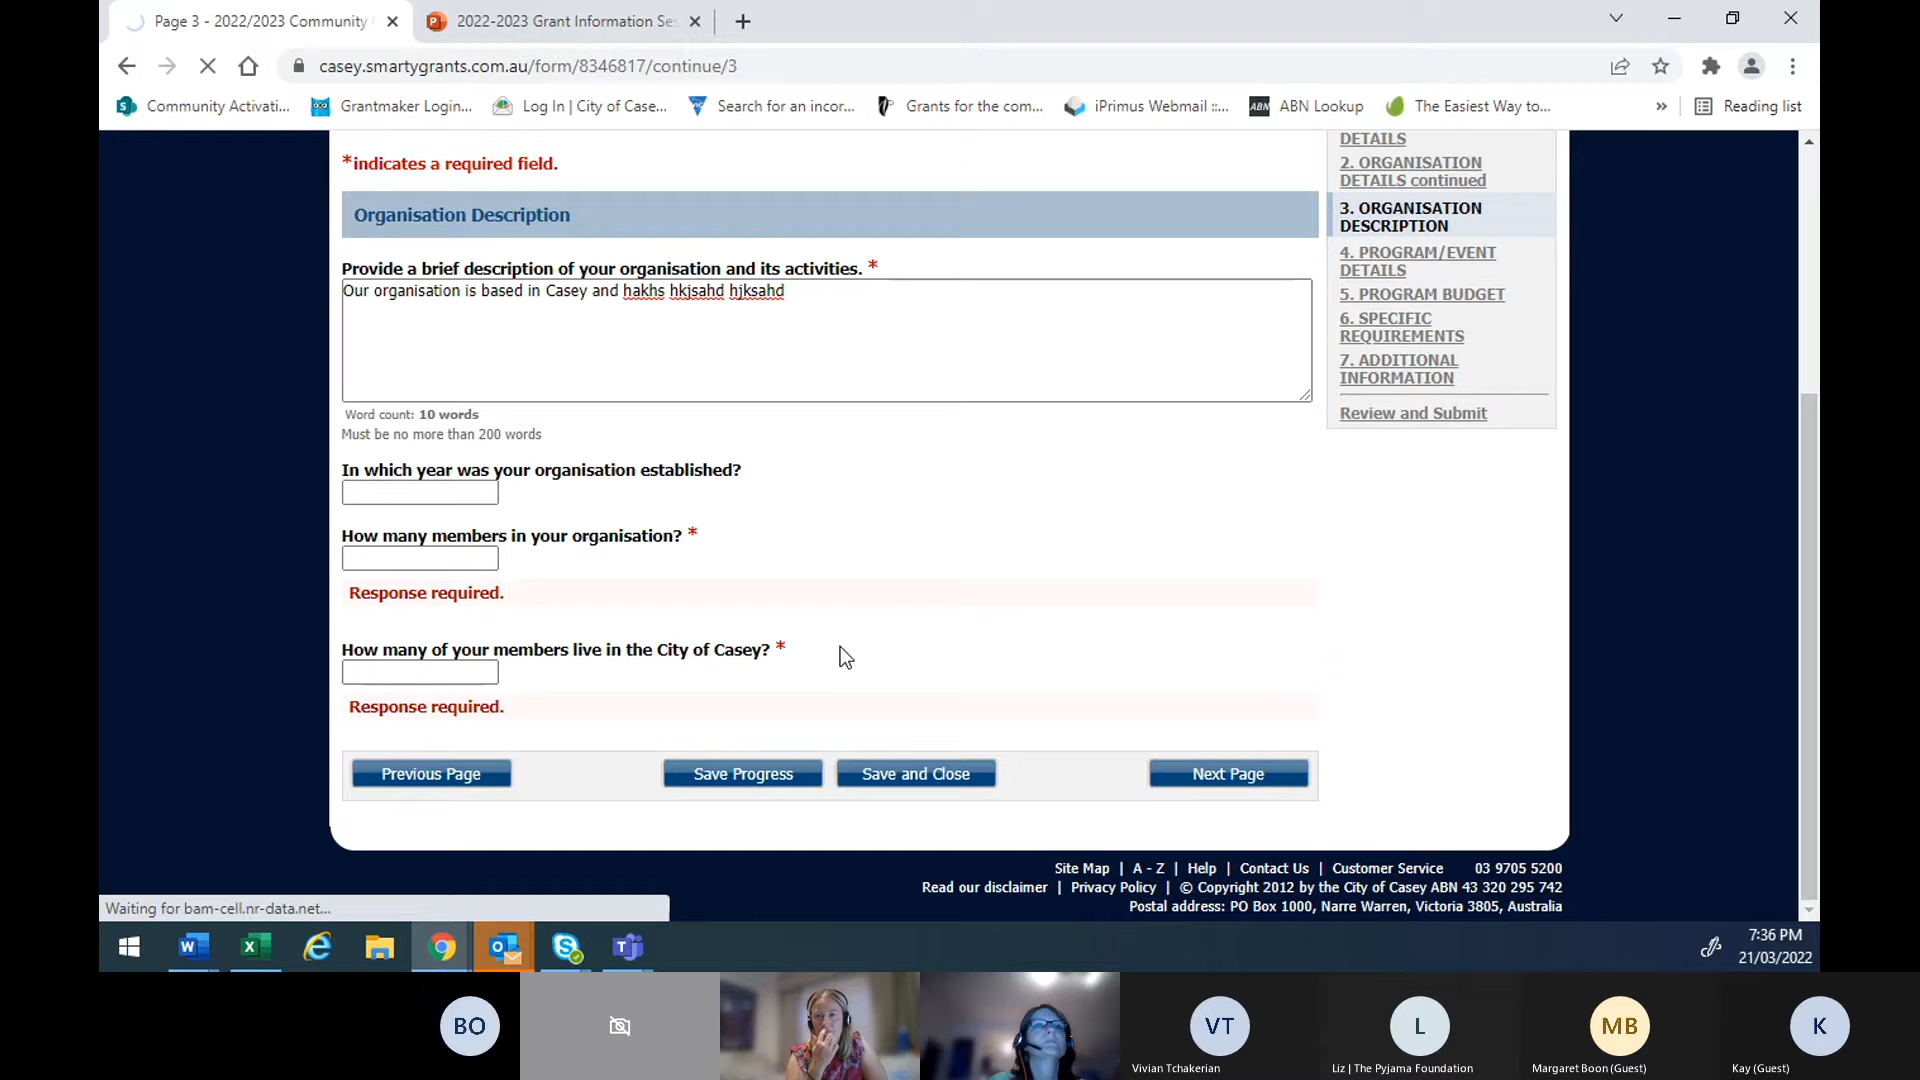 Page 3 - 2022/2023 Community
2022-2023 Grant Information Ses
casey.smartygrants.com.au/form/8346817/continue/3
Community Activati...
Grantmaker Login...
Log In | City of Case...
Search for an incor...
Grants for the com...
iPrimus Webmail ::...
ABN
ABN Lookup
The Easiest Way to...
»
Reading list
*indicates a required field.
Organisation Description
Provide a brief description of your organisation and its activities. *
Our organisation is based in Casey and hakhs hkjsahd hjksahd
Word count: 10 words
Must be no more than 200 words
In which year was your organisation established?
How many members in your organisation? *
Response required.
How many of your members live in the City of Casey? *
Response required.
Previous Page
Save Progress
Save and Close
Next Page
DETAILS
2. ORGANISATION
DETAILS continued
3. ORGANISATION
DESCRIPTION
4. PROGRAM/EVENT
DETAILS
5. PROGRAM BUDGET
6. SPECIFIC
REQUIREMENTS
7. ADDITIONAL
INFORMATION
Review and Submit
Site Map | A - Z | Help | Contact Us | Customer Service 03 9705 5200
Read our disclaimer | Privacy Policy | © Copyright 2012 by the City of Casey ABN 43 320 295 742
Postal address: PO Box 1000, Narre Warren, Victoria 3805, Australia
Waiting for bam-cell.nr-data.net...
7:36 PM
21/03/2022
BO
VT
Vivian Tchakerian
L
Liz | The Pyjama Foundation
MB
Margaret Boon (Guest)
K
Kay (Guest)